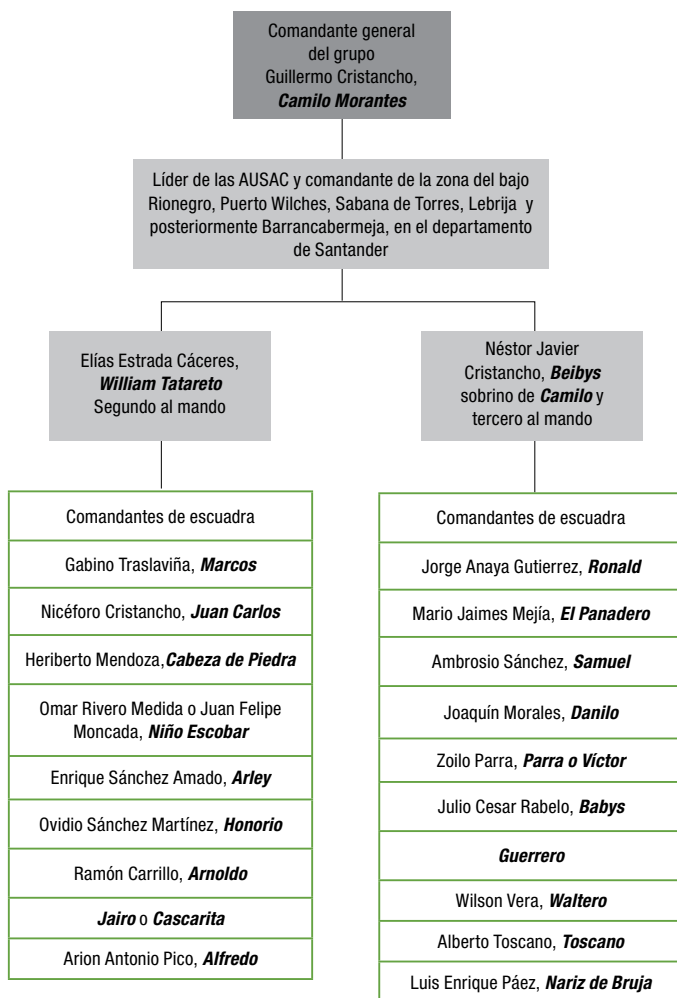 Comandante general
del grupo
Guillermo Cristancho,
Camilo Morantes
Líder de las AUSAC y comandante de la zona del bajo
Rionegro, Puerto Wilches, Sabana de Torres, Lebrija y
posteriormente Barrancabermeja, en el departamento
de Santander
Elías Estrada Cáceres,
William Tatareto
Segundo al mando
Néstor Javier
Cristancho, Beibys
sobrino de Camilo y
tercero al mando
Comandantes de escuadra
Gabino Traslaviña, Marcos
Nicéforo Cristancho, Juan Carlos
Heriberto Mendoza,Cabeza de Piedra
Omar Rivero Medida o Juan Felipe
Moncada, Niño Escobar
Enrique Sánchez Amado, Arley
Ovidio Sánchez Martínez, Honorio
Ramón Carrillo, Arnoldo
Jairo o Cascarita
Arion Antonio Pico, Alfredo
Comandantes de escuadra
Jorge Anaya Gutierrez, Ronald
Mario Jaimes Mejía, El Panadero
Ambrosio Sánchez, Samuel
Joaquín Morales, Danilo
Zoilo Parra, Parra o Víctor
Julio Cesar Rabelo, Babys
Guerrero
Wilson Vera, Waltero
Alberto Toscano, Toscano
Luis Enrique Páez, Nariz de Bruja